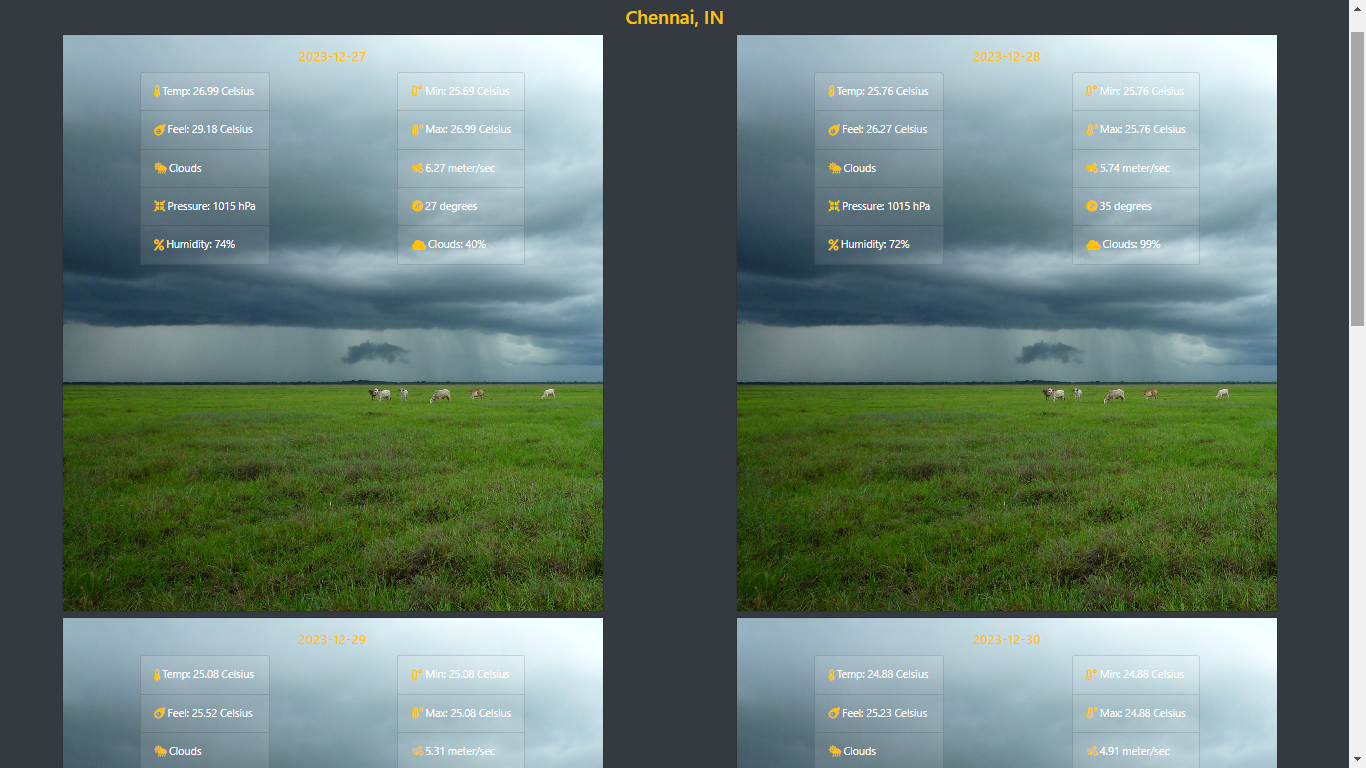 Chennai, IN
2023-12-27
Temp: 26.99 Celsius
Feel: 29.18 Celsius
Clouds
Pressure: 1015 hPa
Humidity: 74%
Min: 25.69 Celsius
Max: 26.99 Celsius
6.27 meter/sec
27 degrees
Clouds: 40%
2023-12-28
Temp: 25.76 Celsius
Feel: 26.27 Celsius
Clouds
Pressure: 1015 hPa
Humidity: 72%
Min: 25.76 Celsius
Max: 25.76 Celsius
5.74 meter/sec
35 degrees
Clouds: 99%
2023-12-29
Temp: 25.08 Celsius
Feel: 25.52 Celsius
Clouds
Min: 25.08 Celsius
Max: 25.08 Celsius
5.31 meter/sec
2023-12-30
Temp: 24.88 Celsius
Feel: 25.23 Celsius
Clouds
Min: 24.88 Celsius
Max: 24.88 Celsius
4.91 meter/sec